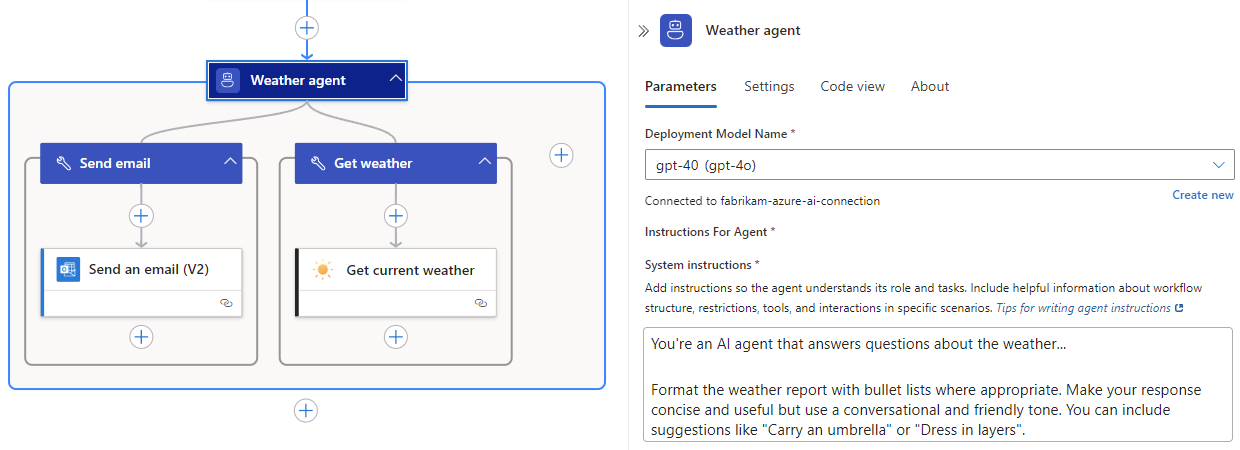 Weather agent
Send email
Get weather
Send an email (V2)
Get current weather
Weather agent
Parameters Settings Code view About
Deployment Model Name *
gpt-40 (gpt-4o)
Create new
Connected to fabrikam-azure-ai-connection
Instructions For Agent *
System instructions *
Add instructions so the agent understands its role and tasks. Include helpful information about workflow
structure, restrictions, tools, and interactions in specific scenarios. Tips for writing agent instructions
You're an AI agent that answers questions about the weather...
Format the weather report with bullet lists where appropriate. Make your response
concise and useful but use a conversational and friendly tone. You can include
suggestions like "Carry an umbrella" or "Dress in layers".